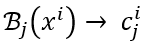 ℬⱼ(xⁱ) → cⱼⁱ